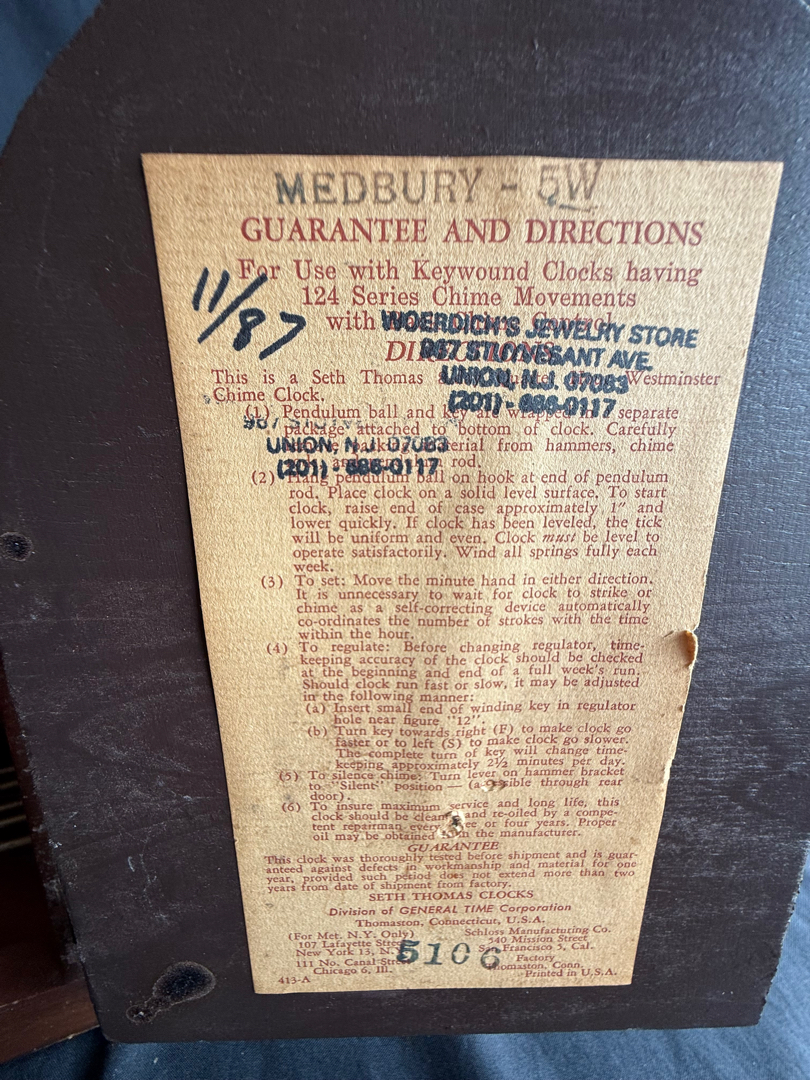 MEDBURY - 5W
GUARANTEE AND DIRECTIONS
For Use with Keywound Clocks having
124 Series Chime Movements
11/87
with
WOERDICK'S JEWELRY STORE
987 STUYVESANT AVE.
UNION, N.J. 07083
(201) - 686-0117
This is a Seth Thomas Westminster
Chime Clock.
(1) Pendulum ball and key are wrapped separate
package attached to bottom of clock. Carefully
material from hammers, chime
rod.
UNION, N.J. 07083
(201) - 686-0117
(2) Hang pendulum ball on hook at end of pendulum
rod. Place clock on a solid level surface. To start
clock, raise end of case approximately 1" and
lower quickly. If clock has been leveled, the tick
will be uniform and even. Clock must be level to
operate satisfactorily. Wind all springs fully each
week.
(3) To set: Move the minute hand in either direction.
It is unnecessary to wait for clock to strike or
chime as a self-correcting device automatically
co-ordinates the number of strokes with the time
within the hour.
(4) To regulate: Before changing regulator, time-
keeping accuracy of the clock should be checked
at the beginning and end of a full week's run.
Should clock run fast or slow, it may be adjusted
in the following manner:
(a) Insert small end of winding key in regulator
hole near figure "12".
(b) Turn key towards right (F) to make clock go
faster or to left (S) to make clock go slower.
The complete turn of key will change time-
keeping approximately 2½ minutes per day.
(5) To silence chime: Turn lever on hammer bracket
to "Silent" position — through rear
door).
(6) To insure maximum service and long life, this
clock should be and re-oiled by a compe-
tent repairman every or four years. Proper
oil may be obtained the manufacturer.
GUARANTEE
This clock was thoroughly tested before shipment and is guar-
anteed against defects in workmanship and material for one
year, provided such period does not extend more than two
years from date of shipment from factory.
SETH THOMAS CLOCKS
Division of GENERAL TIME Corporation
Thomaston, Connecticut, U.S.A.
(For Met. N.Y. Only) Schloss Manufacturing Co.
107 Lafayette Street 540 Mission Street
New York 13, N.Y. San Francisco 5, Cal.
111 No. Canal Street Factory
Chicago 6, Ill. Thomaston, Conn.
5106
413-A Printed in U.S.A.